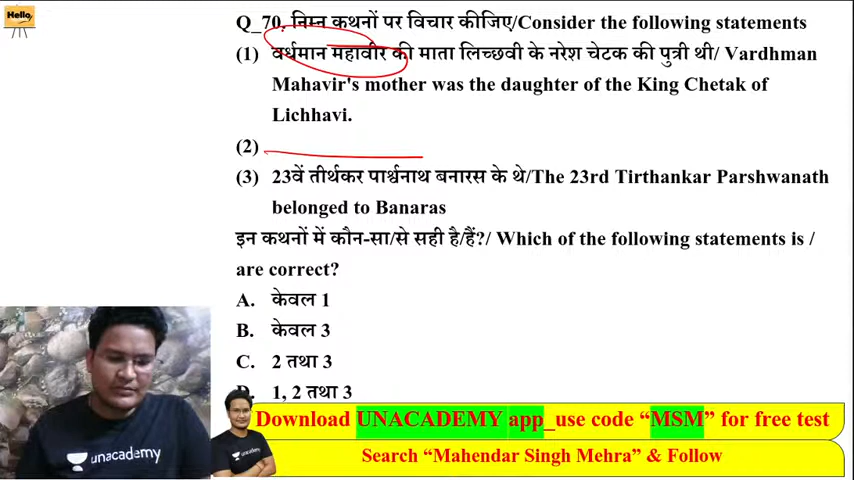 Hello
Q_70. निम्न कथनों पर विचार कीजिए/Consider the following statements
(1) वर्धमान महावीर की माता लिच्छवी के नरेश चेटक की पुत्री थी/ Vardhman
Mahavir's mother was the daughter of the King Chetak of
Lichhavi.
(2)
(3) 23वें तीर्थकर पार्श्वनाथ बनारस के थे/The 23rd Tirthankar Parshwanath
belonged to Banaras
इन कथनों में कौन-सा/से सही है/हैं?/ Which of the following statements is /
are correct?
A. केवल 1
B. केवल 3
C. 2 तथा 3
D. 1, 2 तथा 3
unacademy
Download UNACADEMY app_use code “MSM” for free test
Search “Mahendar Singh Mehra” & Follow